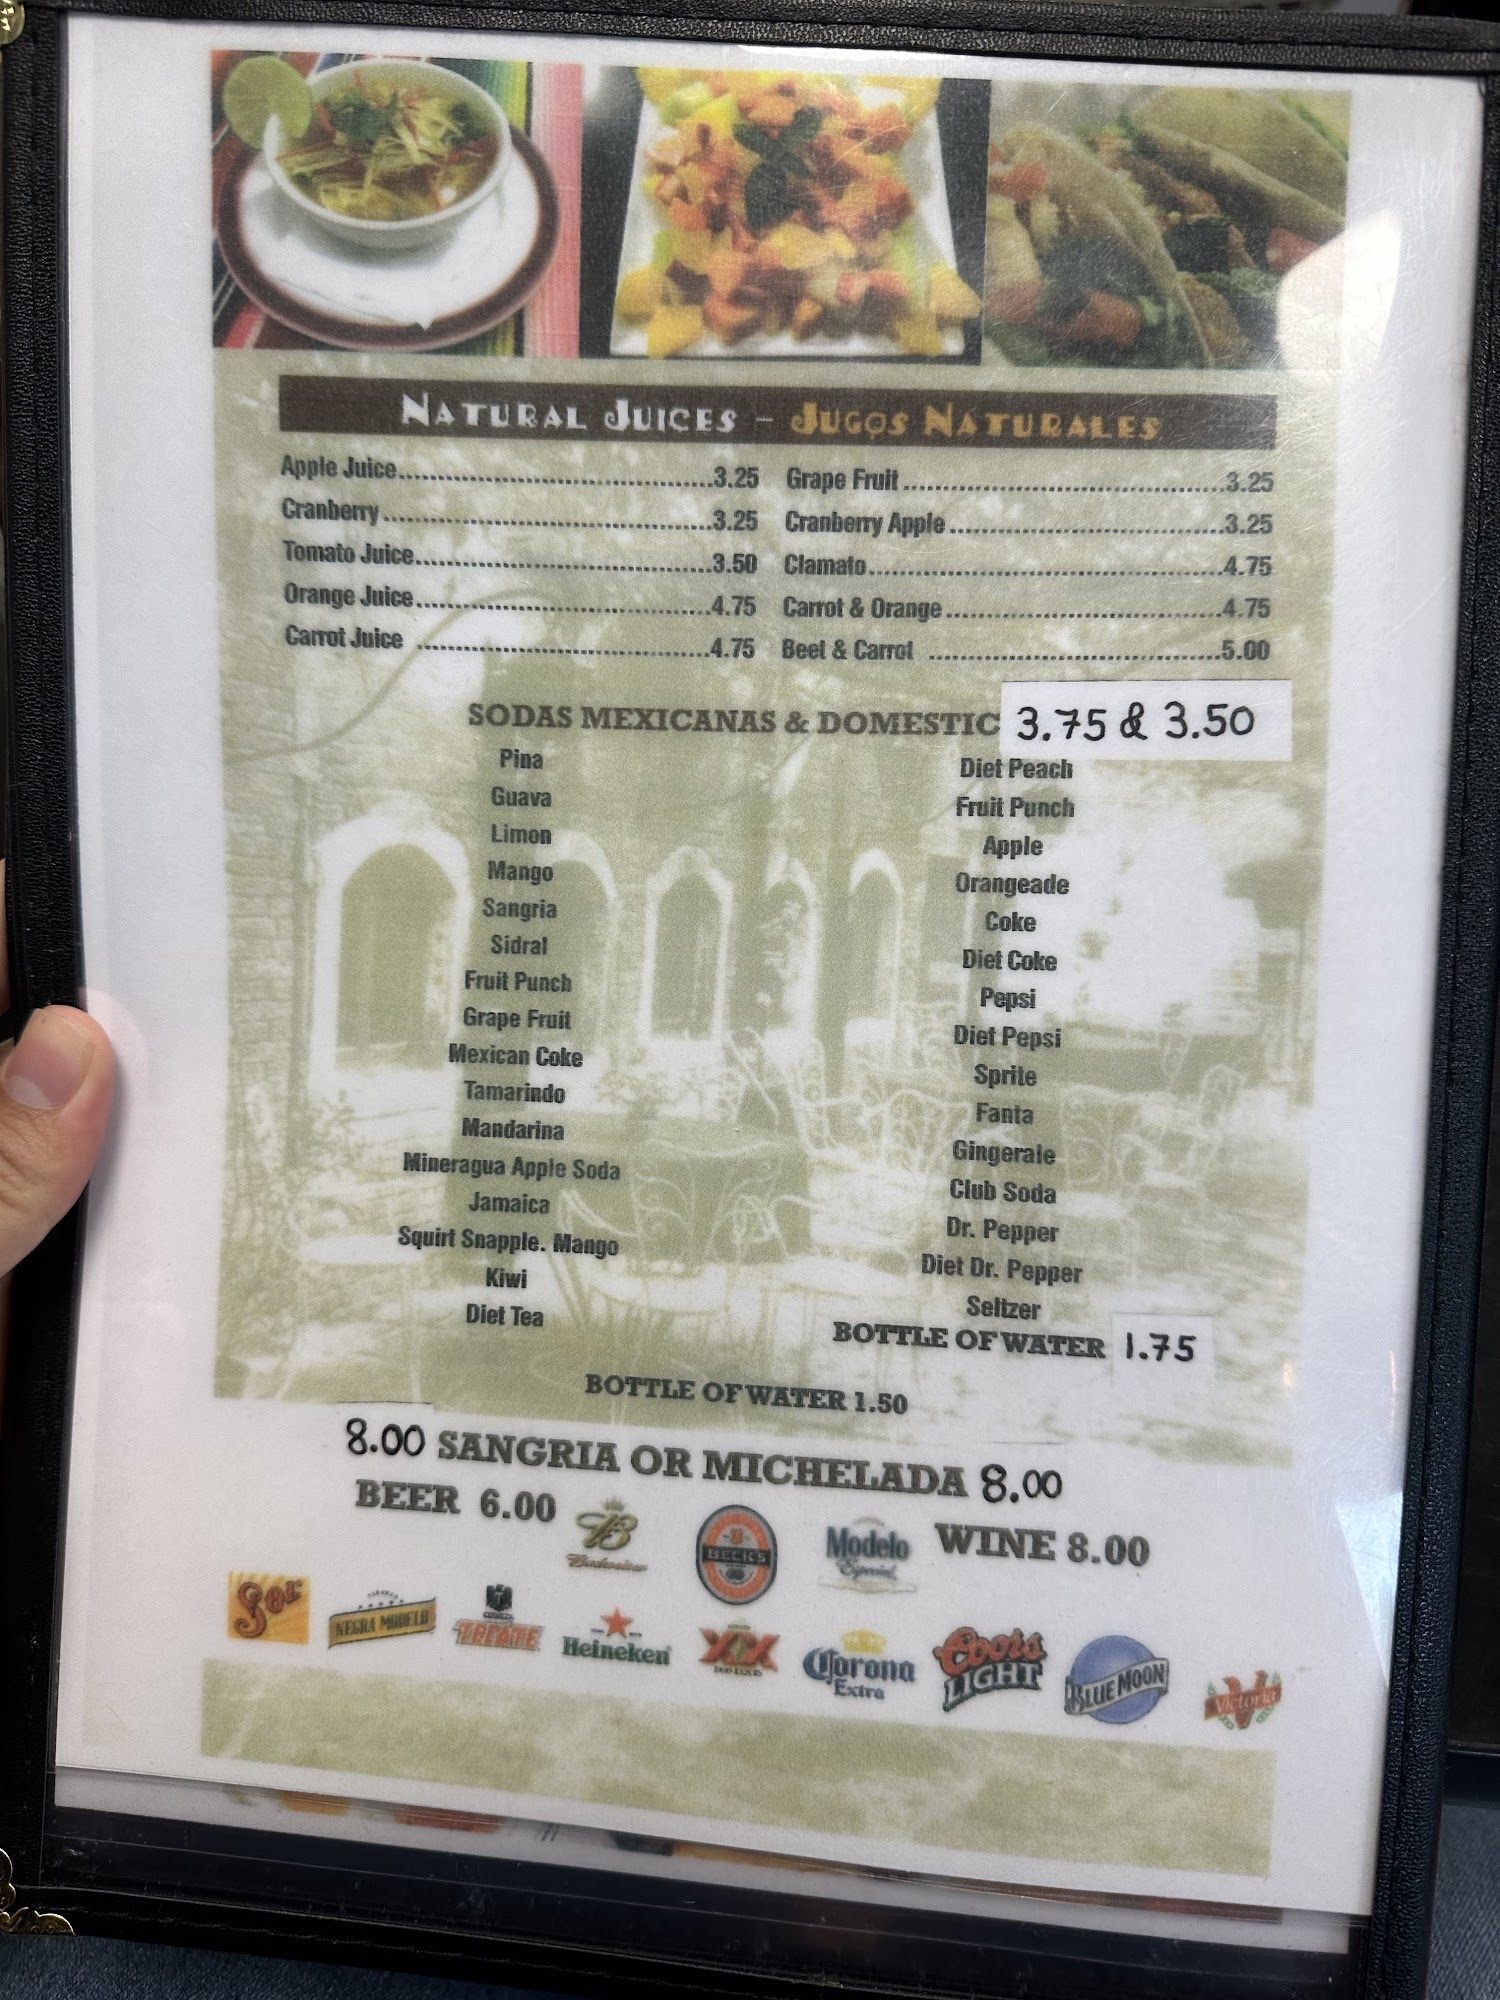 NATURAL JUICES - JUGOS NATURALES
Apple Juice 3.25
Cranberry 3.25
Tomato Juice 3.50
Orange Juice 4.75
Carrot Juice 4.75
Grape Fruit 3.25
Cranberry Apple 3.25
Clamato 4.75
Carrot & Orange 4.75
Beet & Carrot 5.00
SODAS MEXICANAS & DOMESTIC 3.75 & 3.50
Pina
Guava
Limon
Mango
Sangria
Sidral
Fruit Punch
Grape Fruit
Mexican Coke
Tamarindo
Mandarina
Mineragua Apple Soda
Jamaica
Squirt Snapple. Mango
Kiwi
Diet Tea
Diet Peach
Fruit Punch
Apple
Orangeade
Coke
Diet Coke
Pepsi
Diet Pepsi
Sprite
Fanta
Gingerale
Club Soda
Dr. Pepper
Diet Dr. Pepper
Seltzer
BOTTLE OF WATER 1.75
BOTTLE OF WATER 1.50
8.00 SANGRIA OR MICHELADA 8.00
BEER 6.00
B
Budweiser
BECK'S
Modelo
Especial
WINE 8.00
Sol
NEGRA MODELO
TECATE
Heineken
XX
Corona
Extra
Coors
LIGHT
BLUE MOON
Victoria